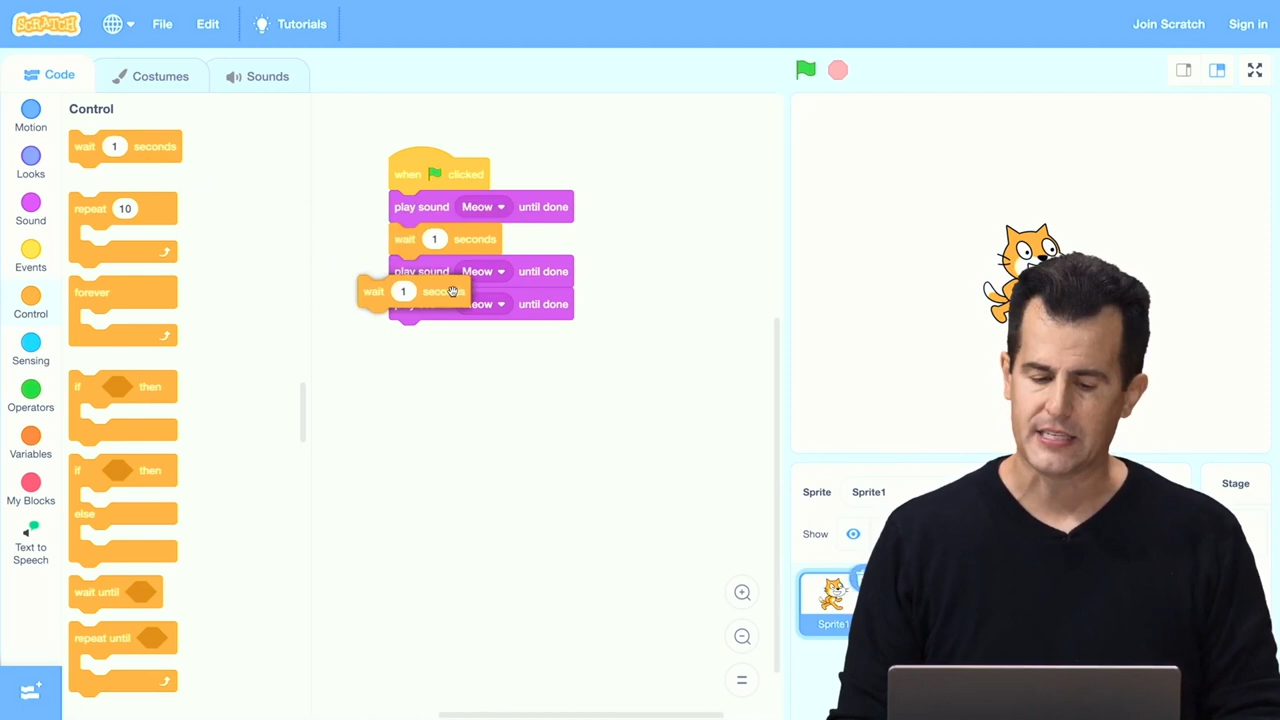 SCRATCH
File
Edit
Tutorials
Join Scratch
Sign in
Code
Costumes
Sounds
Motion
Looks
Sound
Events
Control
Sensing
Operators
Variables
My Blocks
Text to
Speech
Control
wait 1 seconds
repeat 10
forever
if then
if then
else
wait until
repeat until
when clicked
play sound Meow until done
wait 1 seconds
play sound Meow until done
wait 1 seconds
Meow until done
Sprite Sprite1
Show
Sprite1
Stage